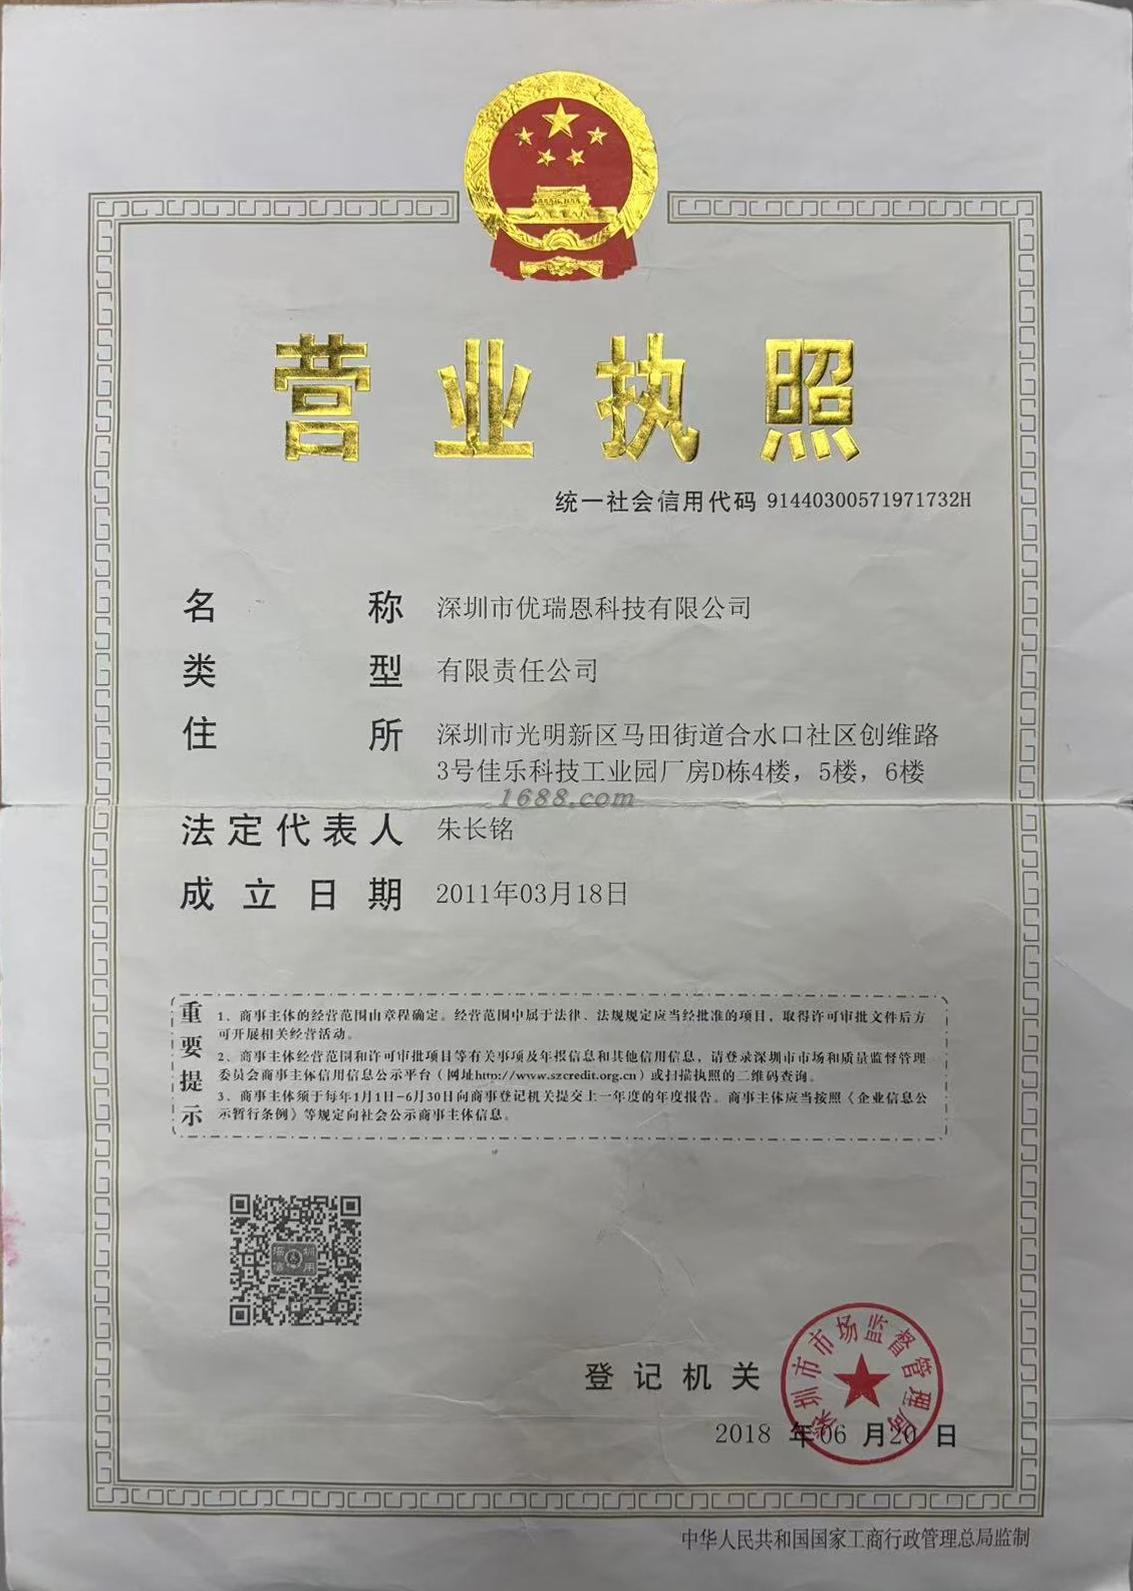 营业执照
统一社会信用代码 91440300571971732H
名称 深圳市优瑞恩科技有限公司
类型 有限责任公司
住所 深圳市光明新区马田街道合水口社区创维路
3号佳乐科技工业园厂房D栋4楼，5楼，6楼
1688.com
法定代表人 朱长铭
成立日期 2011年03月18日
重要提示
1、商事主体的经营范围由章程确定。经营范围中属于法律、法规规定应当经批准的项目，取得许可审批文件后方
可开展相关经营活动。
2、商事主体经营范围和许可审批项目等有关事项及年报信息和其他信用信息，请登录深圳市市场和质量监督管理
委员会商事主体信用信息公示平台（网址http://www.szcredit.org.cn）或扫描执照的二维码查询。
3、商事主体须于每年1月1日-6月30日向商事登记机关提交上一年度的年度报告。商事主体应当按照《企业信息公
示暂行条例》等规定向社会公示商事主体信息。
深圳信用
深圳市市场监督管理局
登记机关
2018 年06 月20 日
中华人民共和国国家工商行政管理总局监制